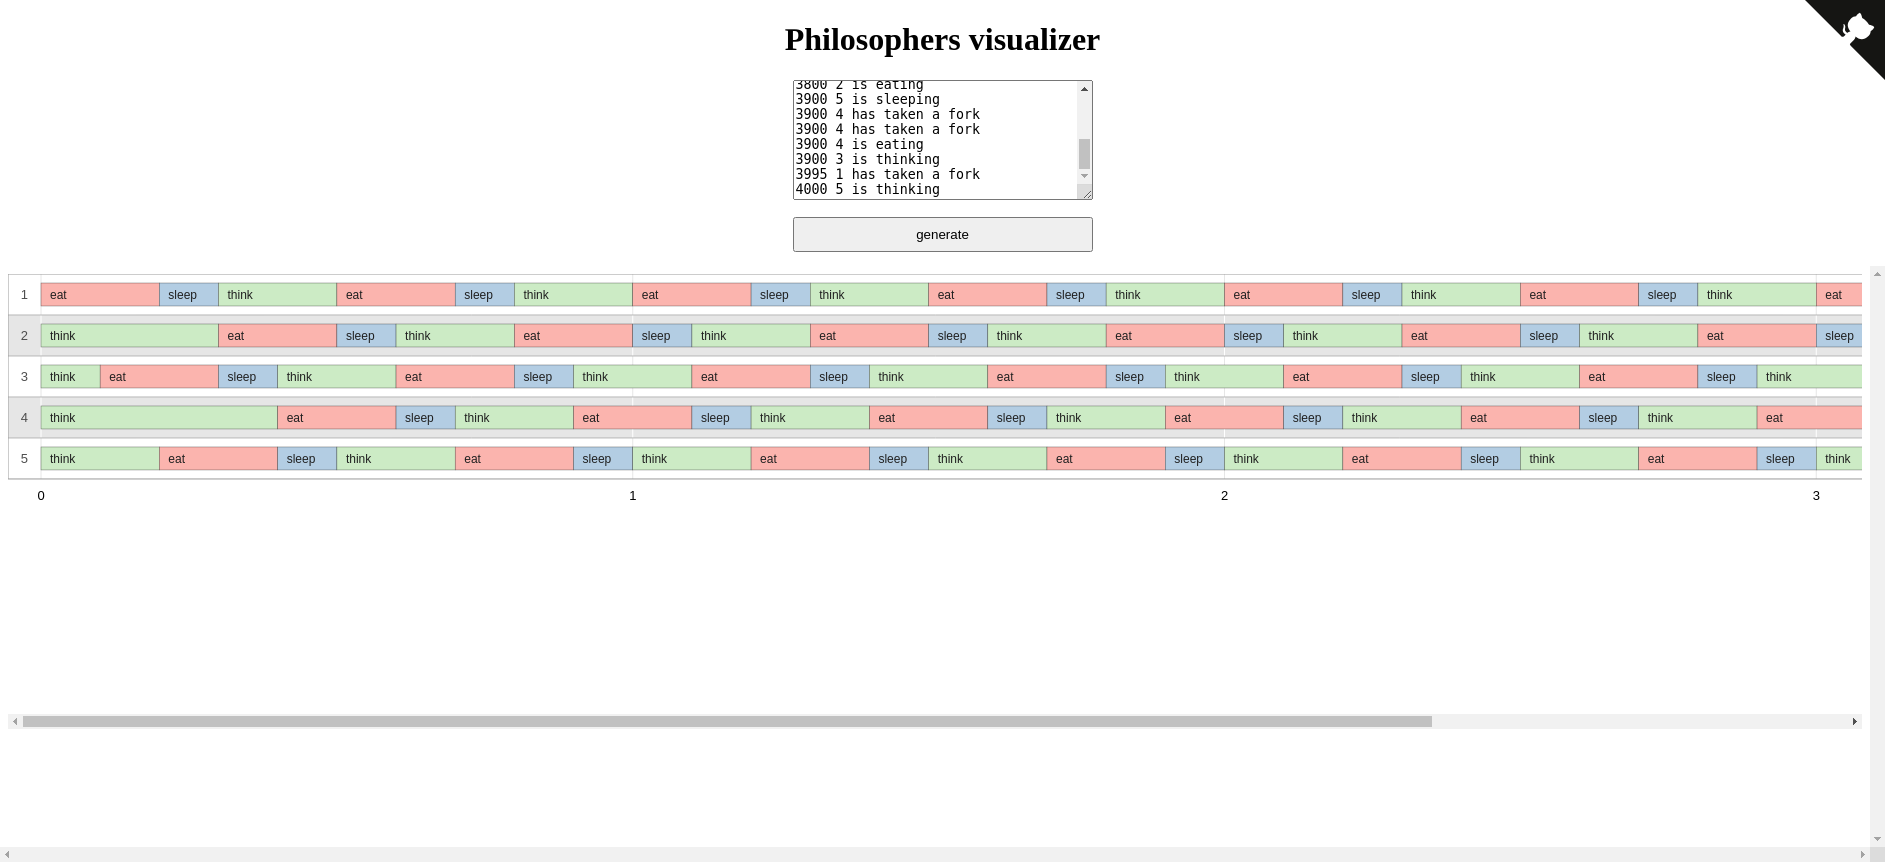 Philosophers visualizer
3800 2 is eating
3900 5 is sleeping
3900 4 has taken a fork
3900 4 has taken a fork
3900 4 is eating
3900 3 is thinking
3995 1 has taken a fork
4000 5 is thinking
generate
1 eat sleep think eat sleep think eat sleep think eat sleep think eat sleep think eat sleep think eat
2 think eat sleep think eat sleep think eat sleep think eat sleep think eat sleep think eat sleep
3 think eat sleep think eat sleep think eat sleep think eat sleep think eat sleep think eat sleep think
4 think eat sleep think eat sleep think eat sleep think eat sleep think eat sleep think eat
5 think eat sleep think eat sleep think eat sleep think eat sleep think eat sleep think eat sleep think
0 1 2 3